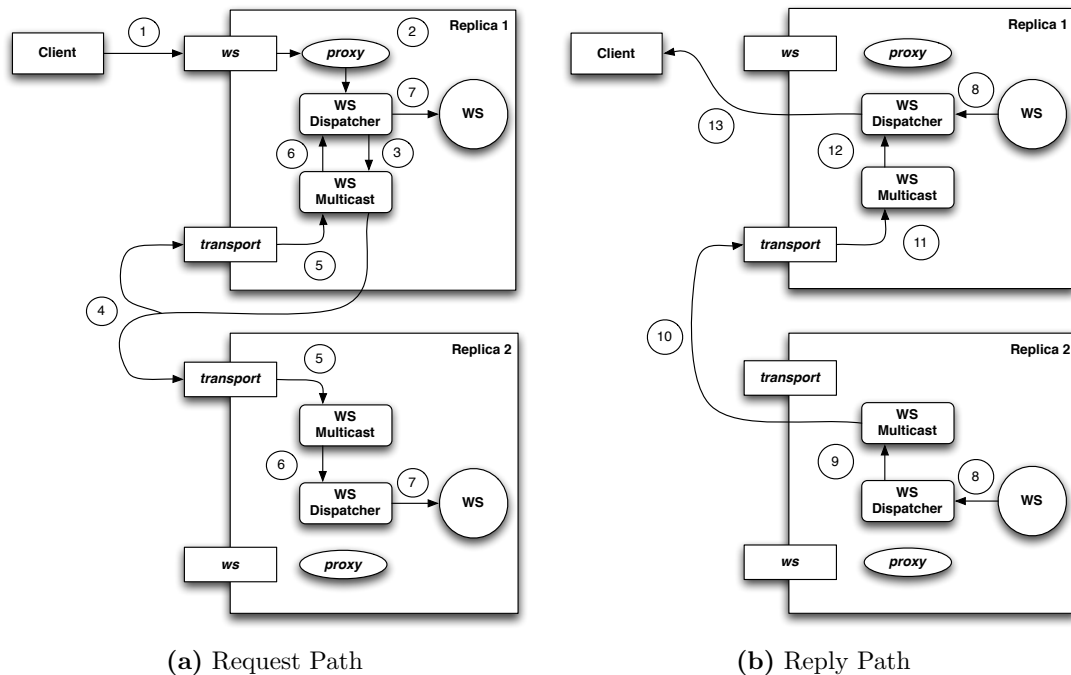 Replica 1
1
2
Client
ws
proxy
7
WS
Dispatcher
WS
6
3
WS
Multicast
transport
5
4
Replica 2
5
transport
WS
Multicast
6
7
WS
Dispatcher
WS
ws
proxy
(a) Request Path
Replica 1
Client
ws
proxy
8
WS
Dispatcher
WS
13
12
WS
Multicast
transport
11
10
Replica 2
transport
WS
Multicast
9
8
WS
Dispatcher
WS
ws
proxy
(b) Reply Path